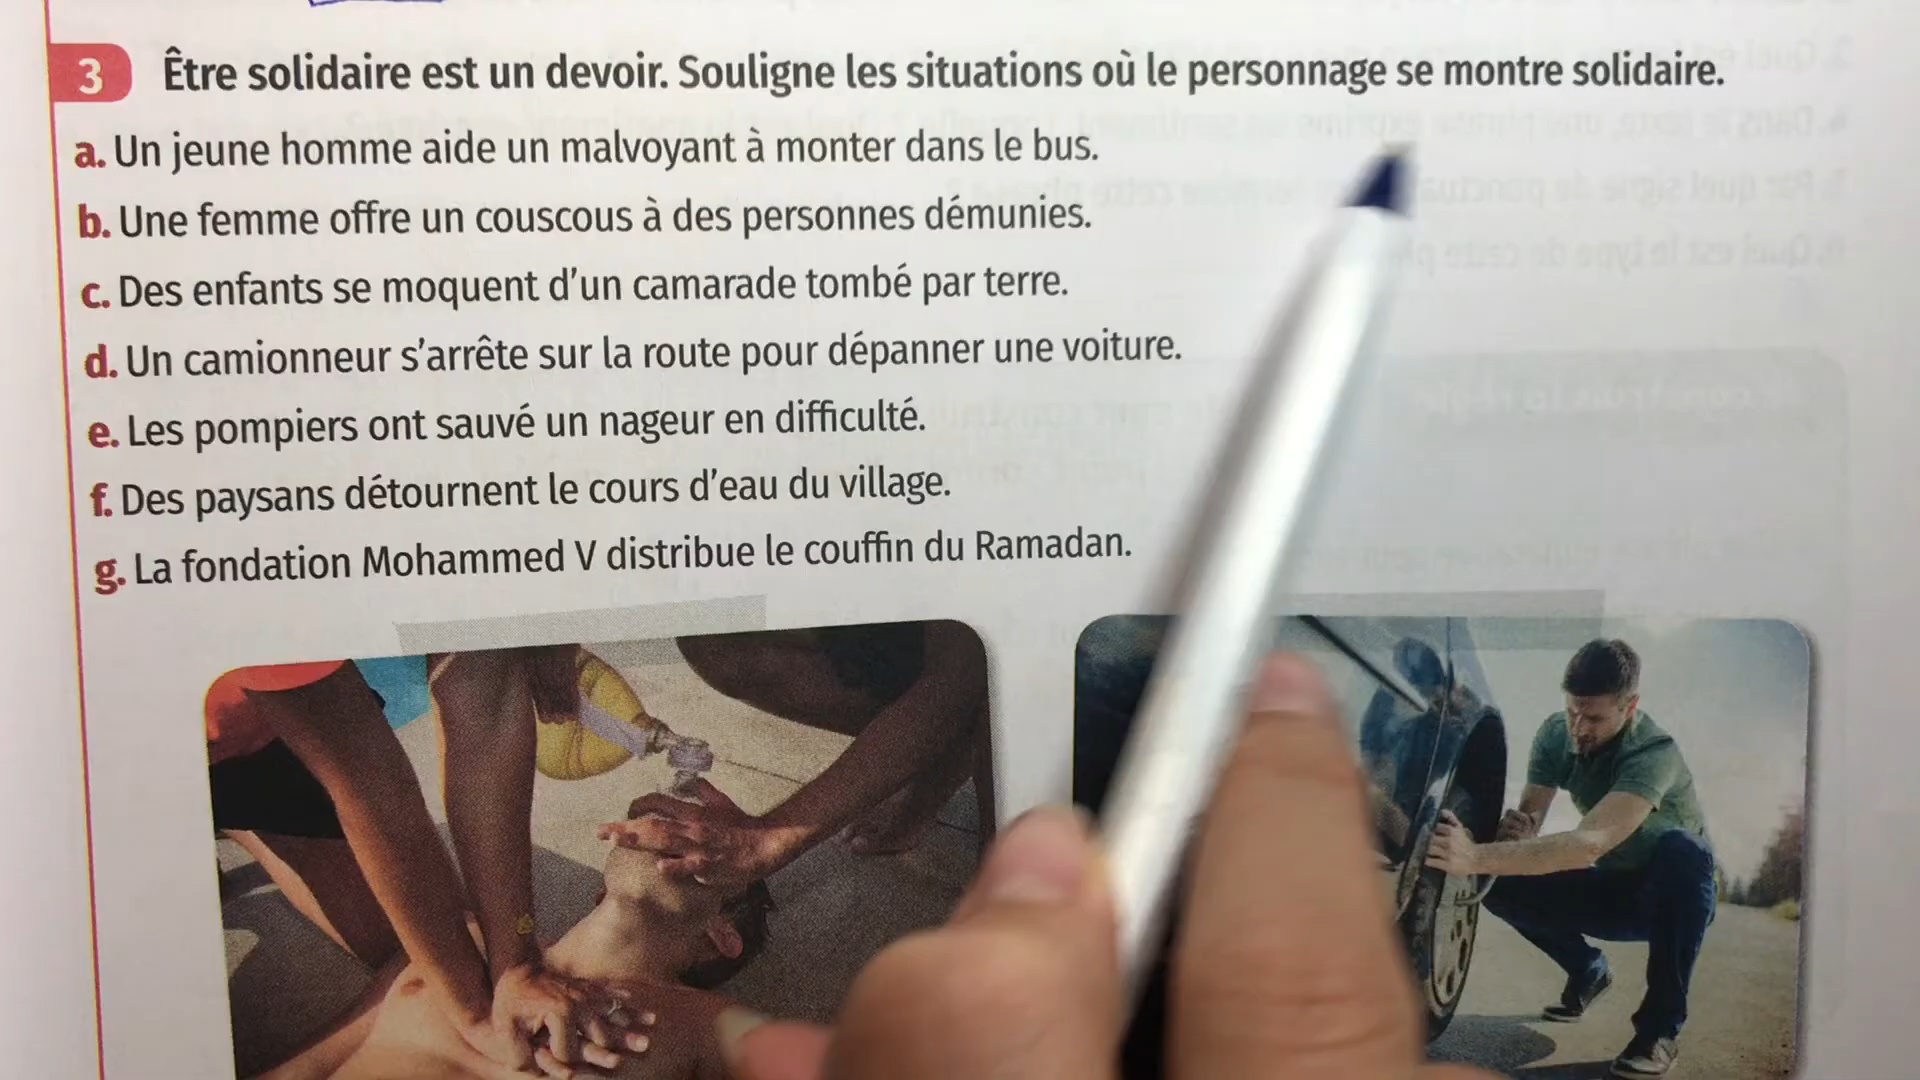 3 Être solidaire est un devoir. Souligne les situations où le personnage se montre solidaire.
a. Un jeune homme aide un malvoyant à monter dans le bus.
b. Une femme offre un couscous à des personnes démunies.
c. Des enfants se moquent d'un camarade tombé par terre.
d. Un camionneur s'arrête sur la route pour dépanner une voiture.
e. Les pompiers ont sauvé un nageur en difficulté.
f. Des paysans détournent le cours d'eau du village.
g. La fondation Mohammed V distribue le couffin du Ramadan.